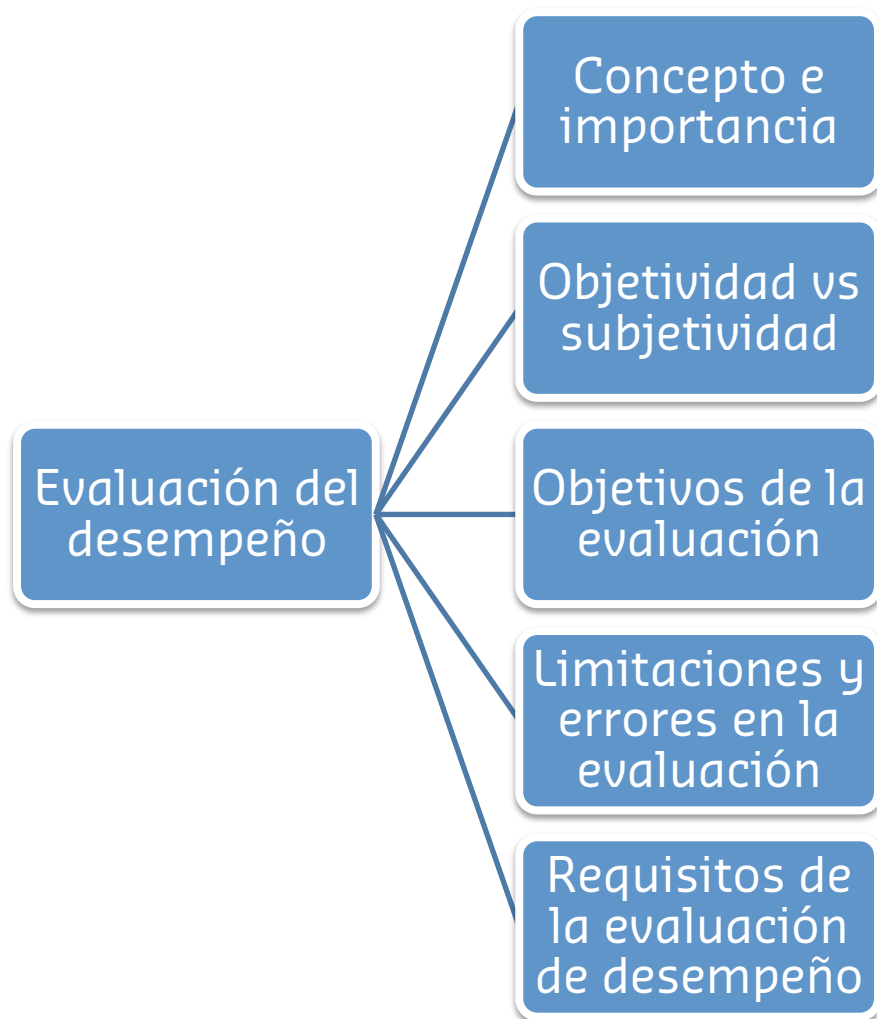 Concepto e
importancia
Objetividad vs
subjetividad
Evaluación del
desempeño
Objetivos de la
evaluación
Limitaciones y
errores en la
evaluación
Requisitos de
la evaluación
de desempeño